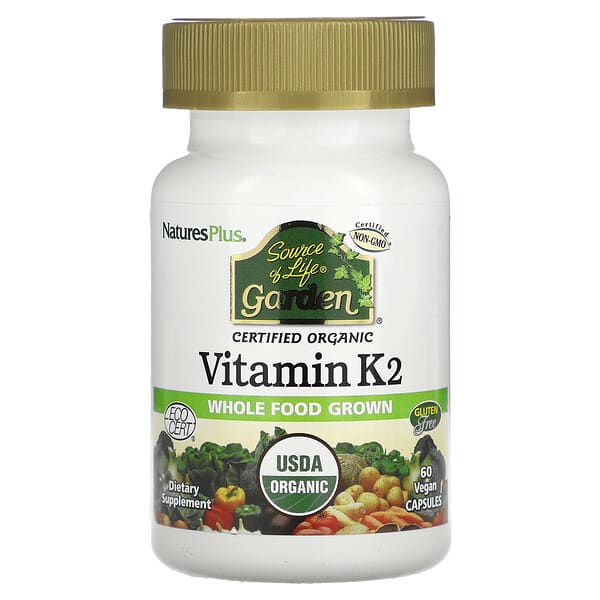 NaturesPlus®
Certified
NON-GMO
Source
of Life®
Garden®
CERTIFIED ORGANIC
Vitamin K2
WHOLE FOOD GROWN
ECO
CERT®
GLUTEN
Free
USDA
ORGANIC
Dietary
Supplement
60
Vegan
CAPSULES